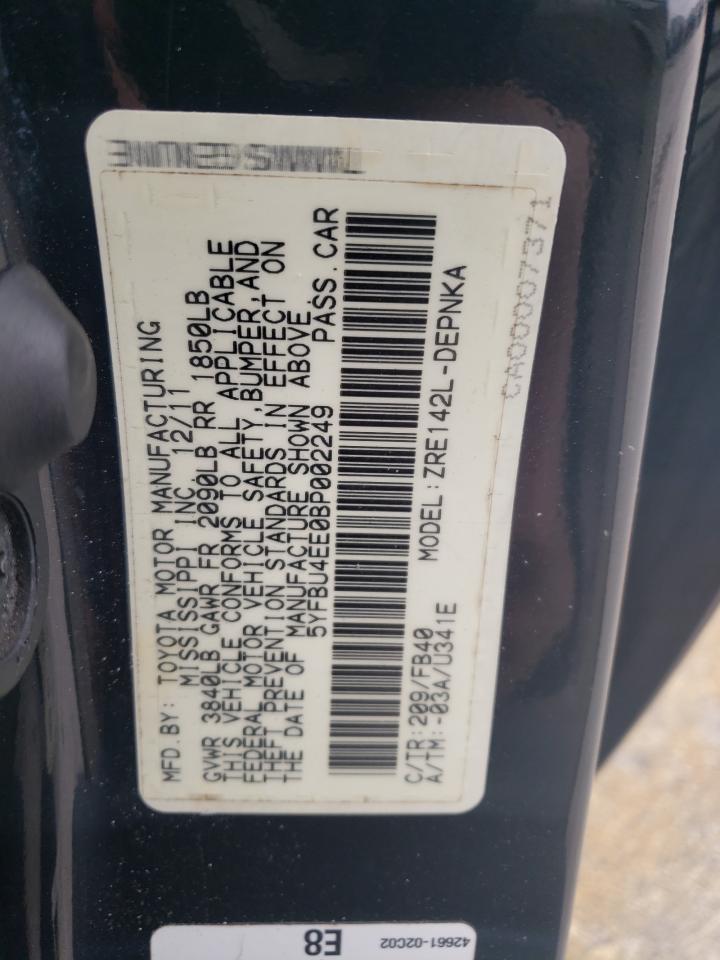 MFD.BY: TOYOTA MOTOR MANUFACTURING
MISSISSIPPI INC. 12/11
GVWR 3840LB GAWR FR 2090LB RR 1850LB
THIS VEHICLE CONFORMS TO ALL APPLICABLE
FEDERAL MOTOR VEHICLE SAFETY,BUMPER,AND
THEFT PREVENTION STANDARDS IN EFFECT ON
THE DATE OF MANUFACTURE SHOWN ABOVE.
5YFBU4EE0BP002249 PASS.CAR
C/TR:209/FB40 MODEL:ZRE142L-DEPNKA
A/TM:-03A/U341E
CA00007371
42661-02C02
E8